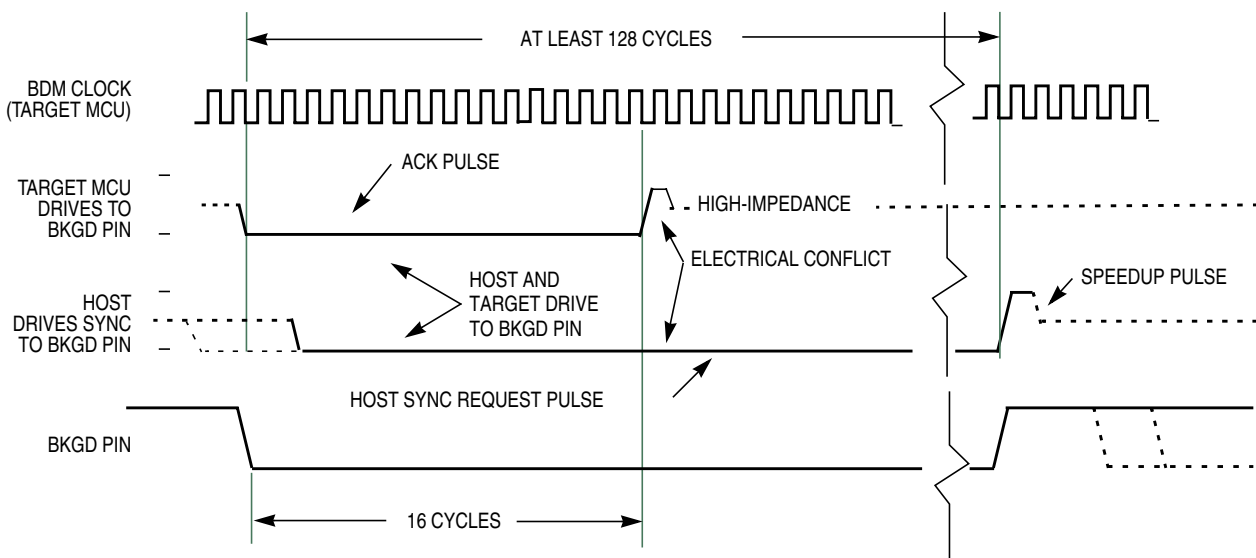 AT LEAST 128 CYCLES
BDM CLOCK
(TARGET MCU)
ACK PULSE
TARGET MCU
DRIVES TO
BKGD PIN
HIGH-IMPEDANCE
ELECTRICAL CONFLICT
HOST AND
TARGET DRIVE
TO BKGD PIN
SPEEDUP PULSE
HOST
DRIVES SYNC
TO BKGD PIN
HOST SYNC REQUEST PULSE
BKGD PIN
16 CYCLES